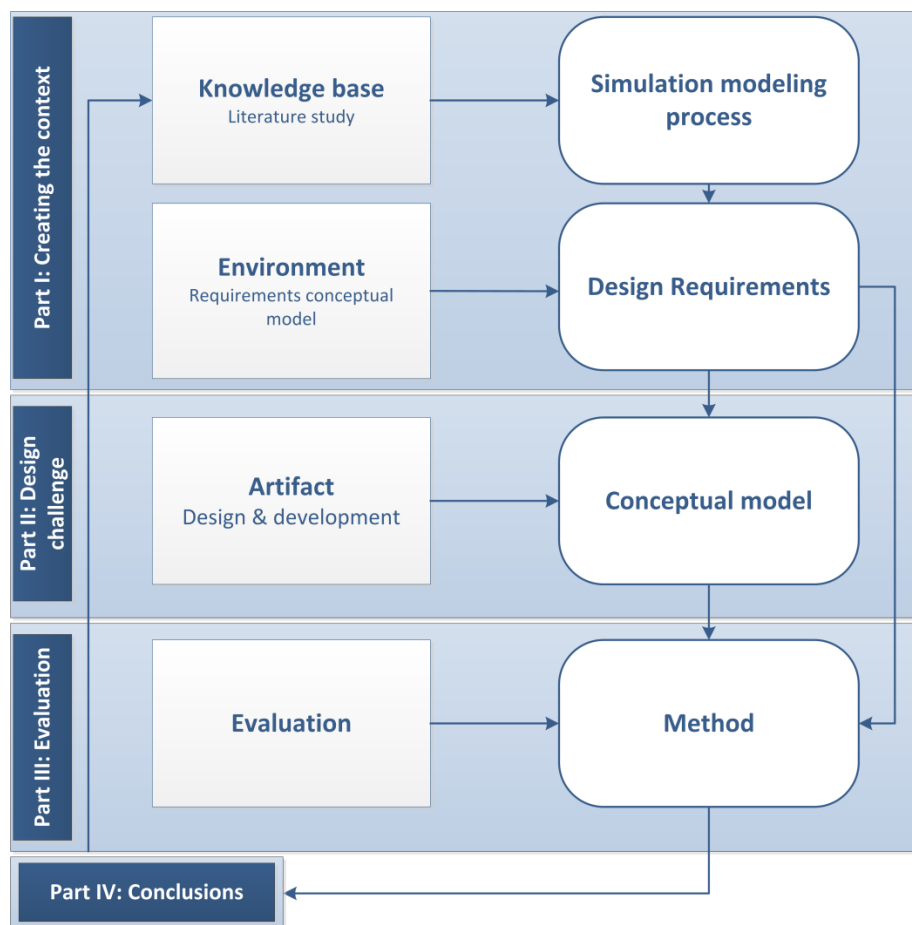 Part I: Creating the context
Knowledge base
Literature study
Simulation modeling
process
Environment
Requirements conceptual
model
Design Requirements
Part II: Design
challenge
Artifact
Design & development
Conceptual model
Part III: Evaluation
Evaluation
Method
Part IV: Conclusions